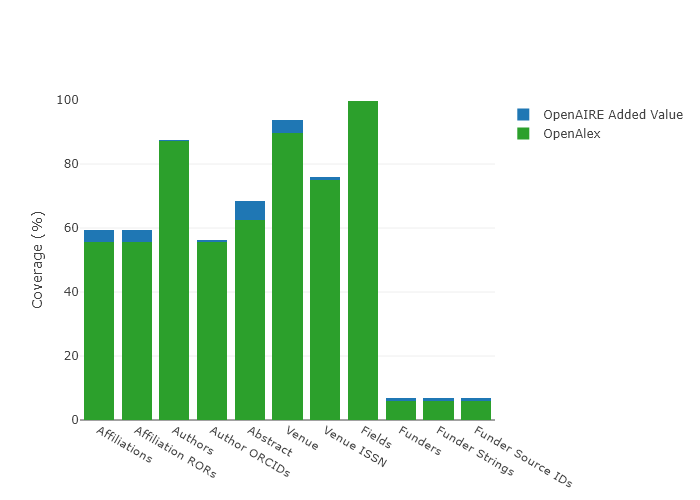 100
80
60
40
20
0
Coverage (%)
Affiliations
Affiliation RORs
Authors
Author ORCIDs
Abstract
Venue
Venue ISSN
Fields
Funders
Funder Strings
Funder Source IDs
OpenAIRE Added Value
OpenAlex